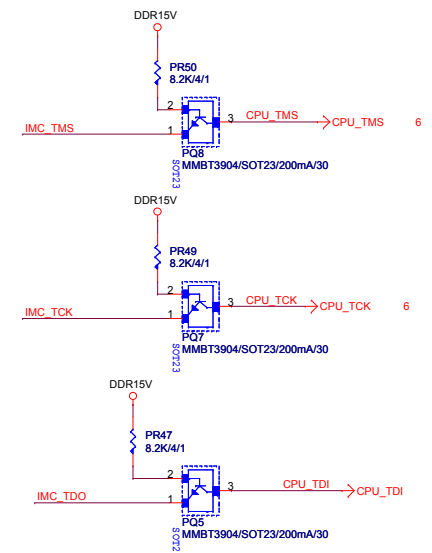 DDR15V
PR50
8.2K/4/1
2
IMC_TMS
1
3
CPU_TMS
CPU_TMS
6
PQ8
MMBT3904/SOT23/200mA/30
SOT23
DDR15V
PR49
8.2K/4/1
2
IMC_TCK
1
3
CPU_TCK
CPU_TCK
6
PQ7
MMBT3904/SOT23/200mA/30
SOT23
DDR15V
PR47
8.2K/4/1
2
IMC_TDO
1
3
CPU_TDI
CPU_TDI
PQ5
MMBT3904/SOT23/200mA/30
SOT2